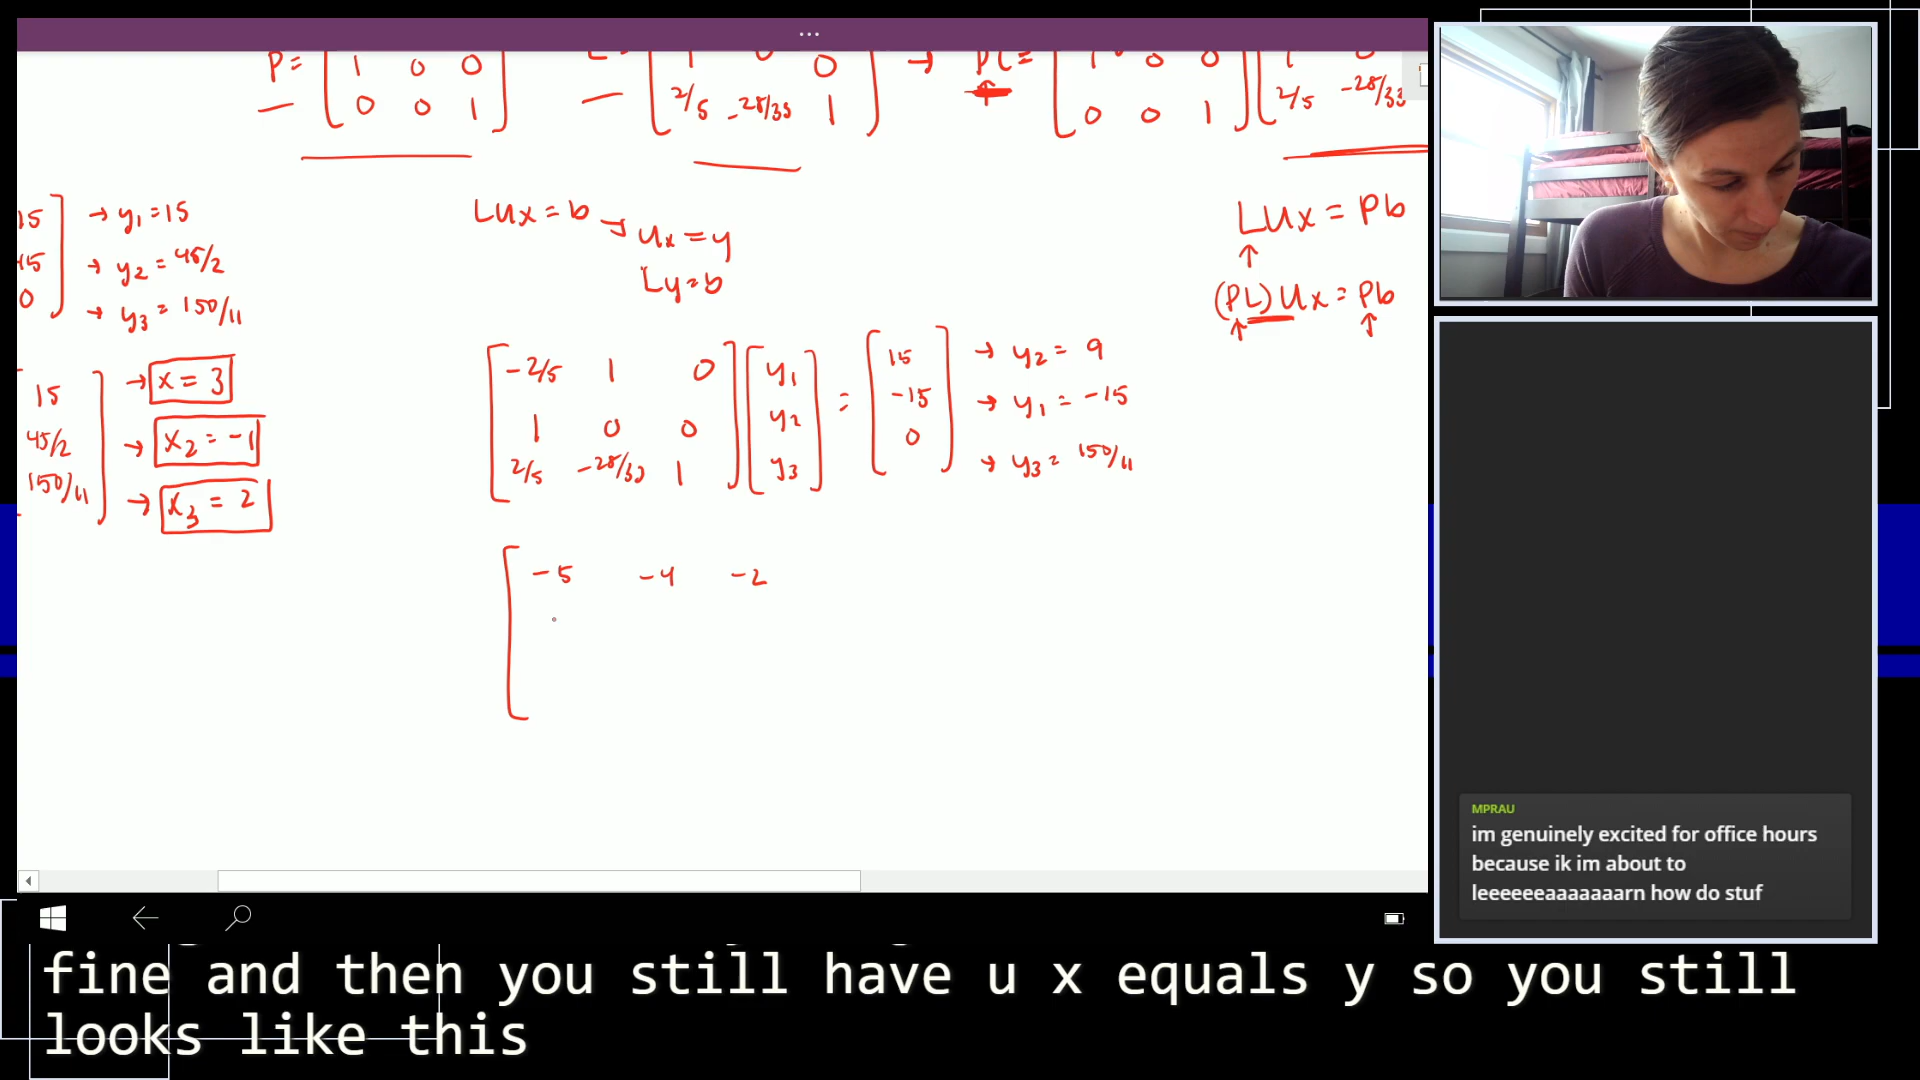 ...
P = [ 1 0 0
0 0 1 ]
[ 1 0 0
2/5 -28/33 1 ]
→ PL = [ 1 0 0
0 0 1 ]
[ 1 0
2/5 -28/33
15 ] → y1 = 15
→ y2 = 45/2
0 ] → y3 = 150/11
Lux = b → Ux = y
Ly = b
LUx = Pb
(PL)Ux = Pb
15 → x = 3
45/2 → x2 = -1
150/11 → x3 = 2
[ -2/5 1 0 ] [ y1 ] = [ 15 ] → y2 = 9
[ 1 0 0 ] [ y2 ] [ -15 ] → y1 = -15
[ 2/5 -28/33 1 ] [ y3 ] [ 0 ] → y3 = 150/11
[ -5 -4 -2
MPRAU
im genuinely excited for office hours
because ik im about to
leeeeeeaaaaaaarn how do stuf
fine and then you still have u x equals y so you still
looks like this